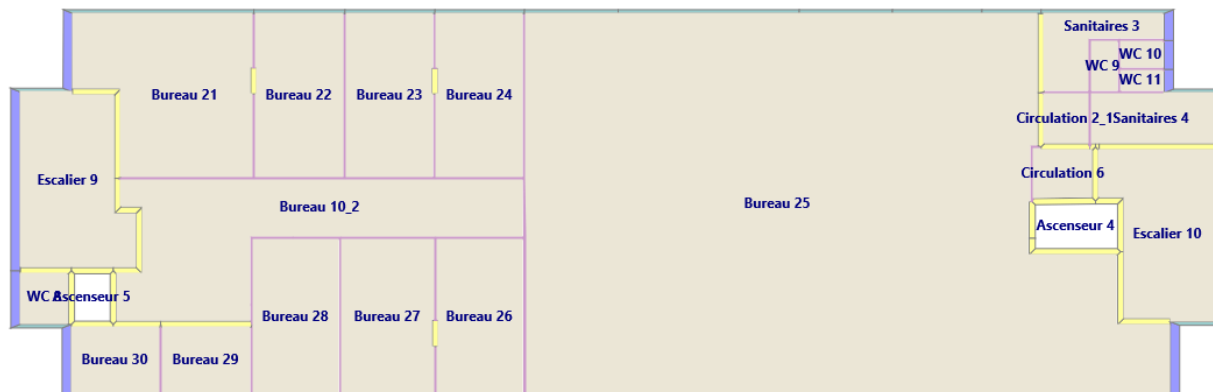 Sanitaires 3
WC 10
WC 9
WC 11
Bureau 21
Bureau 22
Bureau 23
Bureau 24
Circulation 2_1
Sanitaires 4
Escalier 9
Circulation 6
Bureau 10_2
Bureau 25
Ascenseur 4
Escalier 10
WC 8
Ascenseur 5
Bureau 28
Bureau 27
Bureau 26
Bureau 30
Bureau 29